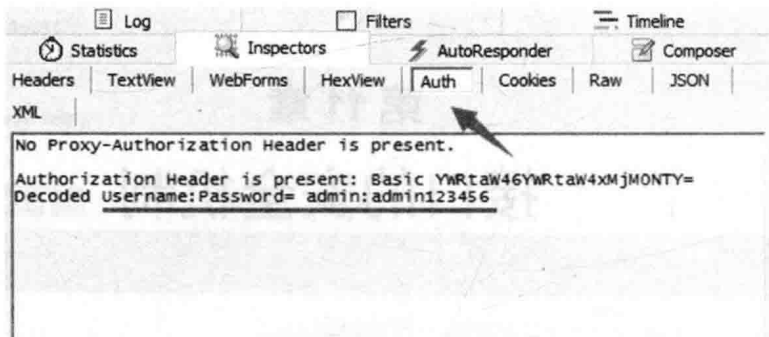 Log Filters Timeline
Statistics Inspectors AutoResponder Composer
Headers TextView WebForms HexView Auth Cookies Raw JSON
XML
No Proxy-Authorization Header is present.
Authorization Header is present: Basic YWRtaW46YWRtaW4xMjM0NTY=
Decoded Username:Password= admin:admin123456